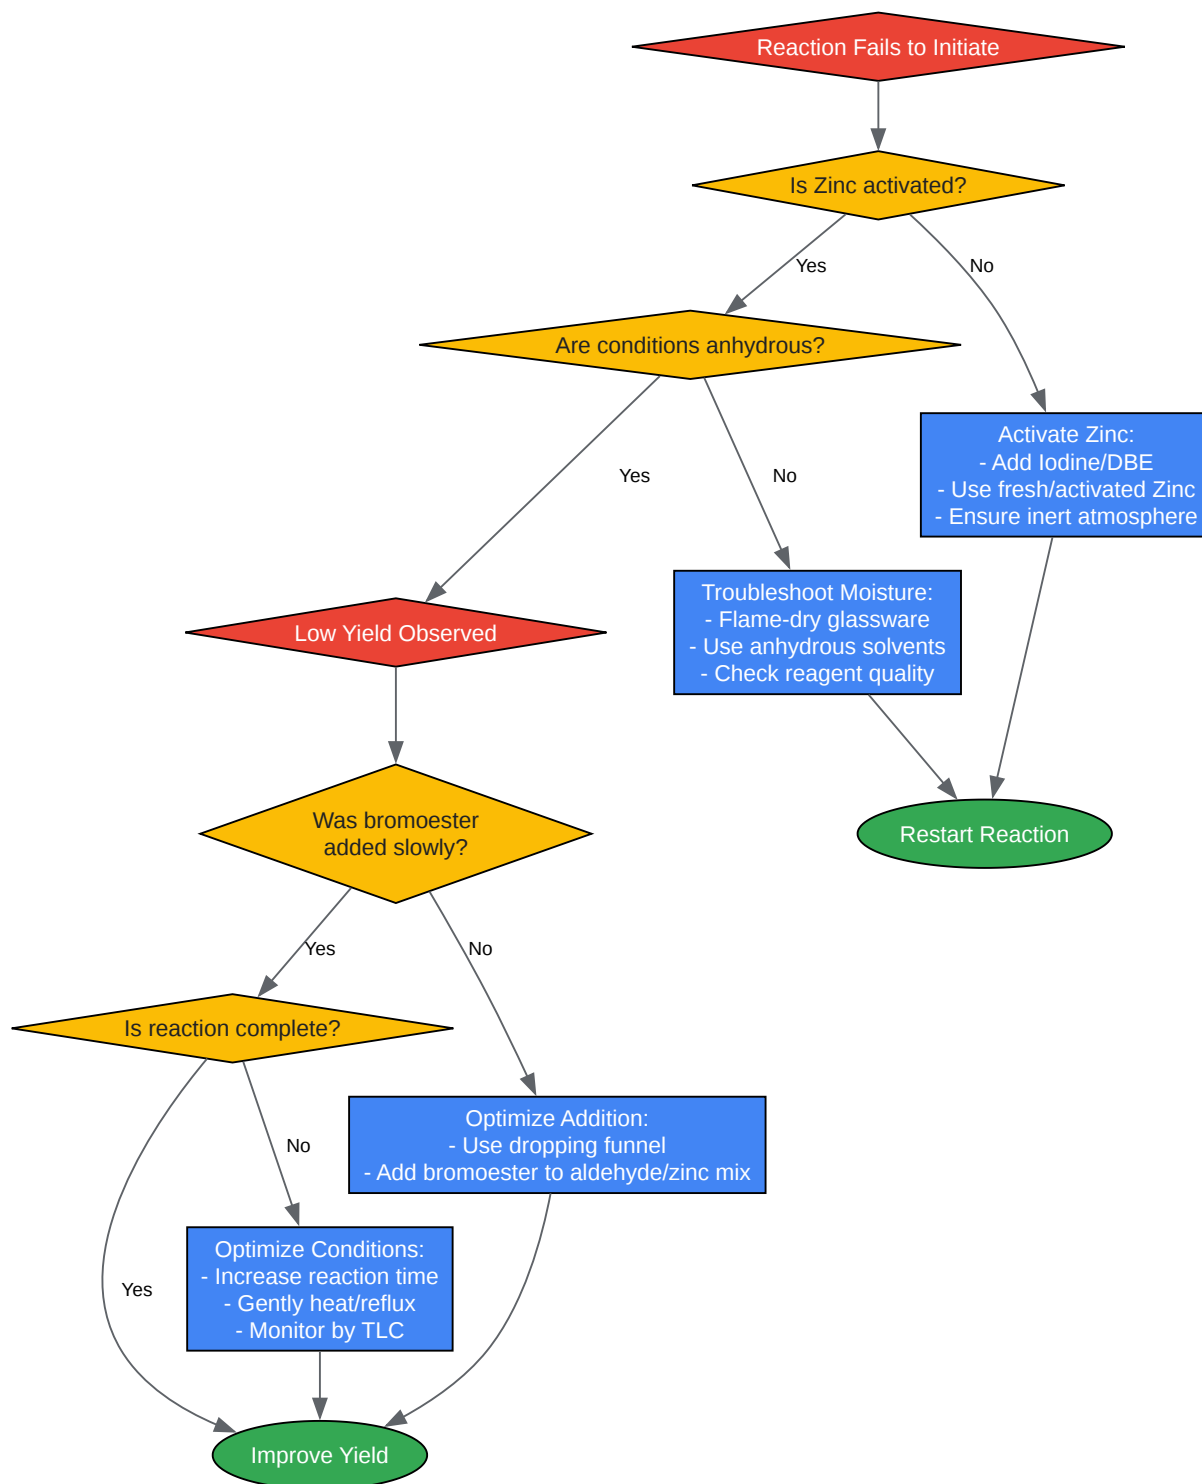 Reaction Fails to Initiate
Is Zinc activated?
Yes
No
Are conditions anhydrous?
Activate Zinc:
- Add Iodine/DBE
- Use fresh/activated Zinc
- Ensure inert atmosphere
Yes
No
Troubleshoot Moisture:
- Flame-dry glassware
- Use anhydrous solvents
- Check reagent quality
Low Yield Observed
Was bromoester
added slowly?
Restart Reaction
Yes
No
Is reaction complete?
Optimize Addition:
- Use dropping funnel
- Add bromoester to aldehyde/zinc mix
No
Yes
Optimize Conditions:
- Increase reaction time
- Gently heat/reflux
- Monitor by TLC
Improve Yield